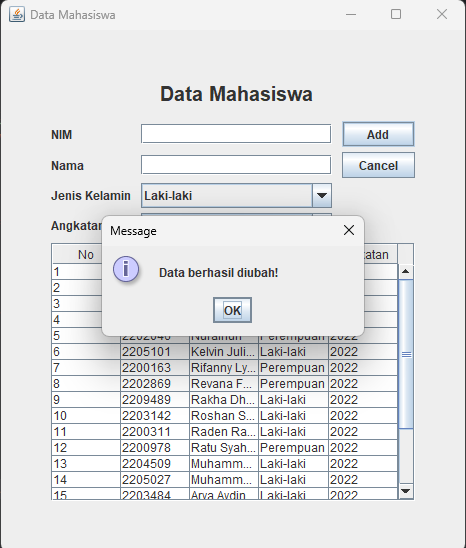 Data Mahasiswa
Data Mahasiswa
NIM
Add
Nama
Cancel
Jenis Kelamin Laki-laki
Angkatan
Message
Data berhasil diubah!
OK
No
1
2
3
4
5 Perempuan 2022
6 2205101 Kelvin Juli... Laki-laki 2022
7 2200163 Rifanny Ly... Perempuan 2022
8 2202869 Revana F... Perempuan 2022
9 2209489 Rakha Dh... Laki-laki 2022
10 2203142 Roshan S... Laki-laki 2022
11 2200311 Raden Ra... Laki-laki 2022
12 2200978 Ratu Syah... Perempuan 2022
13 2204509 Muhamm... Laki-laki 2022
14 2205027 Muhamm... Laki-laki 2022
15 2203484 Arya Aydin... Laki-laki 2022